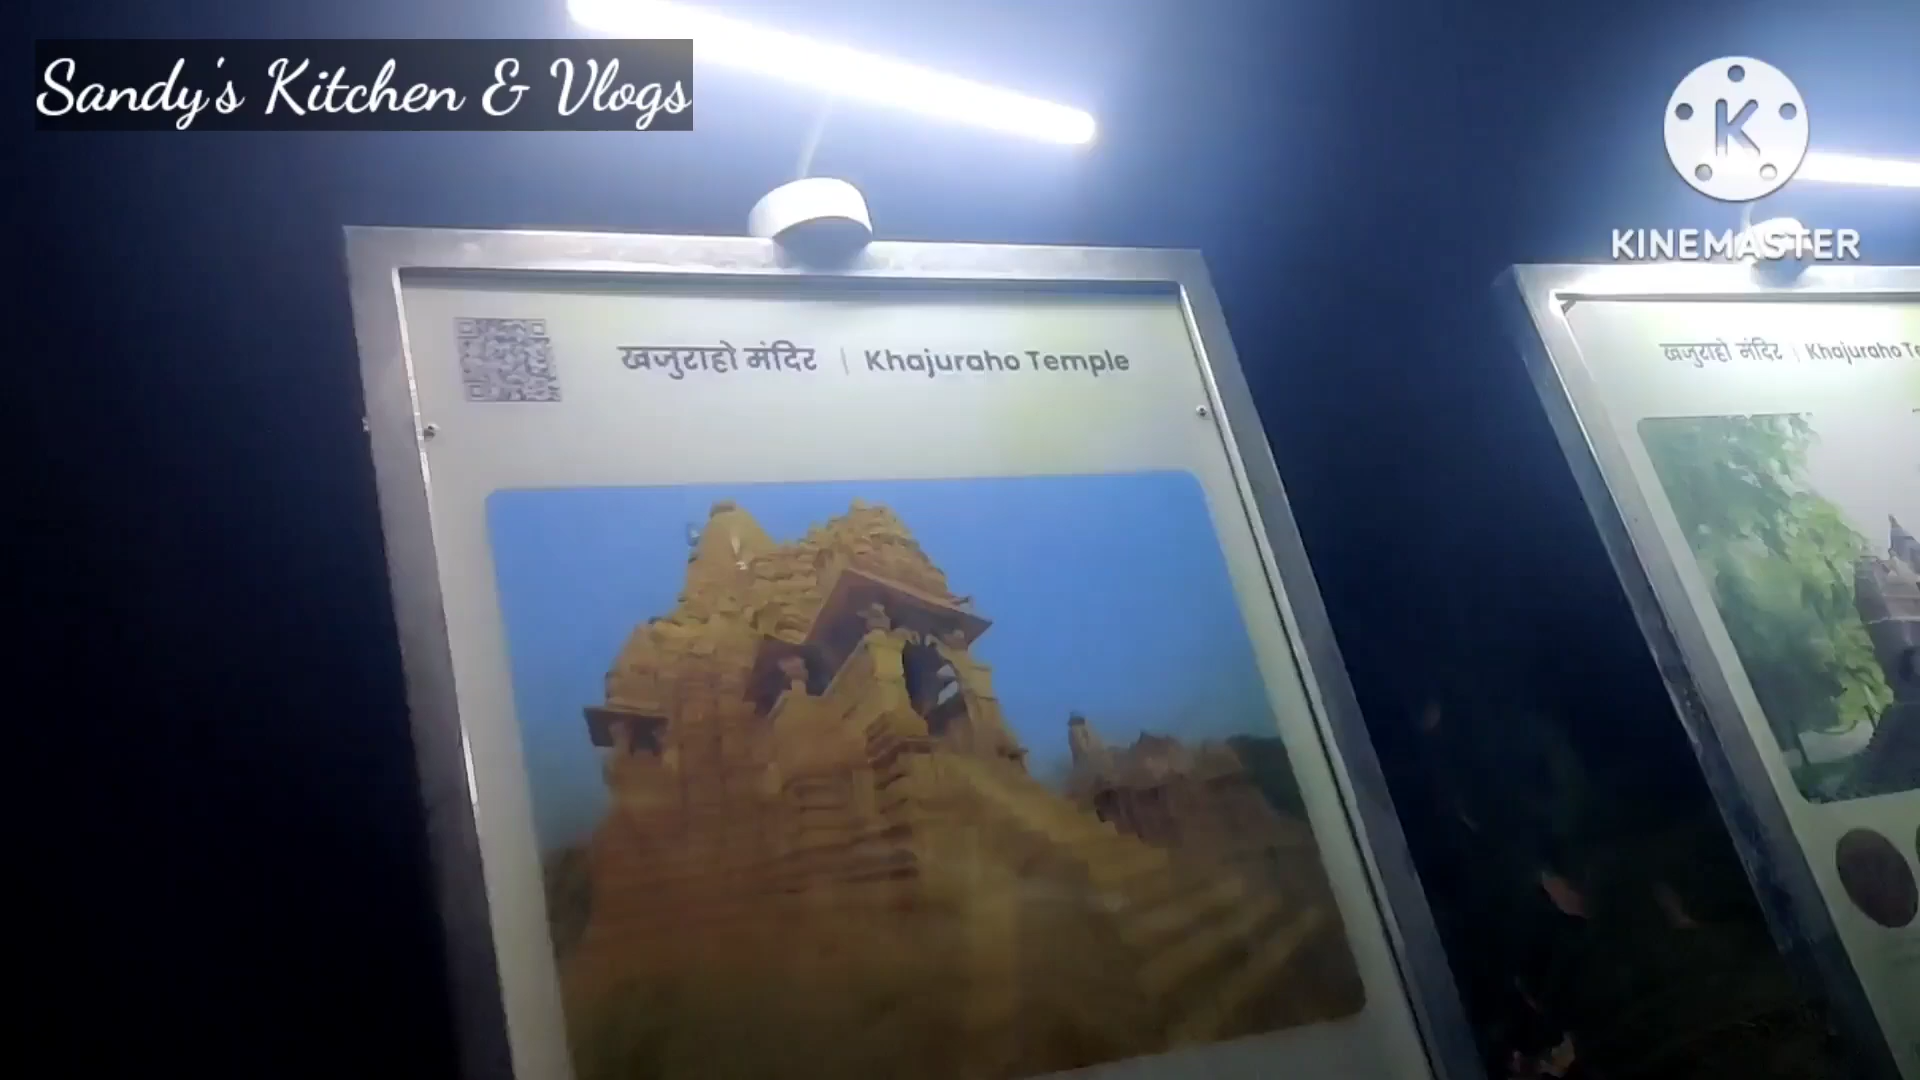 Sandy's Kitchen & Vlogs
K
KINEMASTER
खजुराहो मंदिर | Khajuraho Temple
खजुराहो मंदिर | Khajuraho